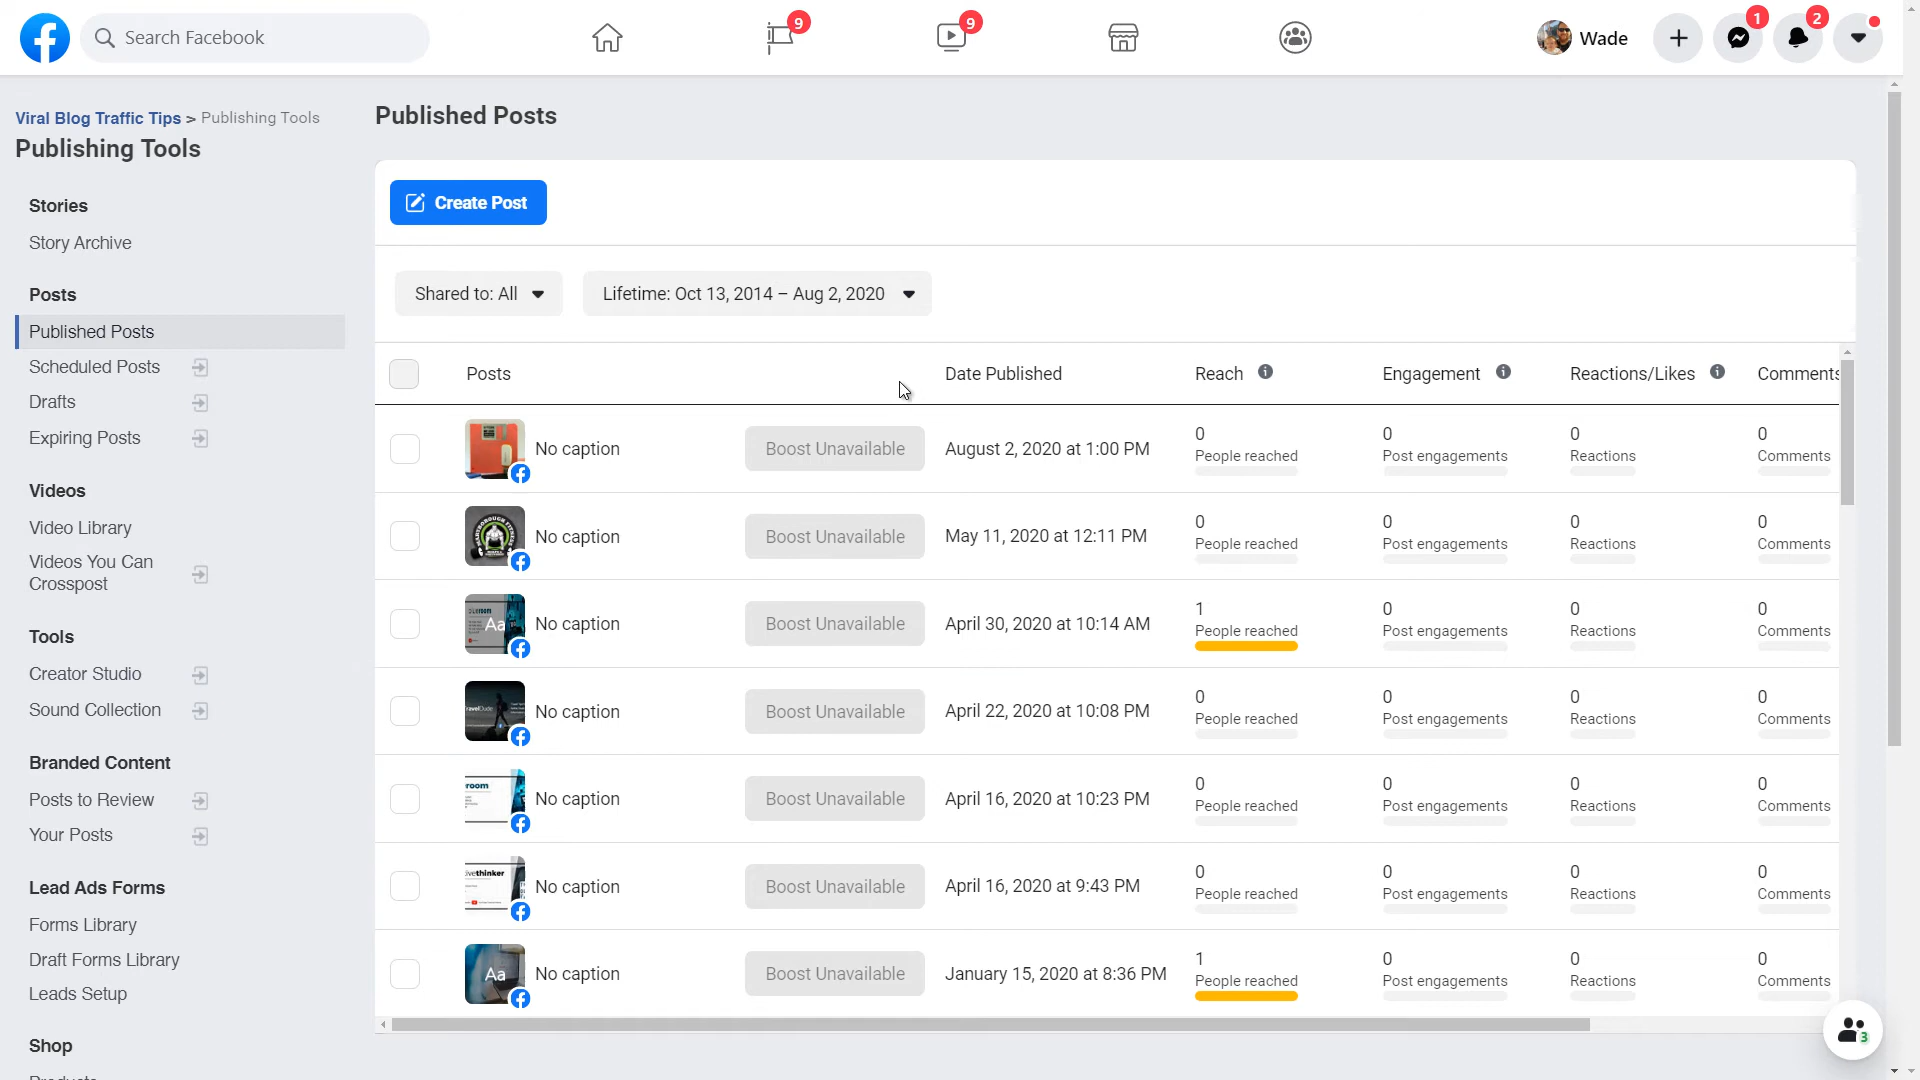 Search Facebook
9
9
Wade
1
2
Viral Blog Traffic Tips > Publishing Tools
Publishing Tools
Stories
Story Archive
Posts
Published Posts
Scheduled Posts
Drafts
Expiring Posts
Videos
Video Library
Videos You Can
Crosspost
Tools
Creator Studio
Sound Collection
Branded Content
Posts to Review
Your Posts
Lead Ads Forms
Forms Library
Draft Forms Library
Leads Setup
Shop
Published Posts
Create Post
Shared to: All
Lifetime: Oct 13, 2014 – Aug 2, 2020
Posts Date Published Reach Engagement Reactions/Likes Comments
No caption Boost Unavailable August 2, 2020 at 1:00 PM 0 0 0 0
People reached Post engagements Reactions Comments
No caption Boost Unavailable May 11, 2020 at 12:11 PM 0 0 0 0
People reached Post engagements Reactions Comments
Aa No caption Boost Unavailable April 30, 2020 at 10:14 AM 1 0 0 0
People reached Post engagements Reactions Comments
No caption Boost Unavailable April 22, 2020 at 10:08 PM 0 0 0 0
People reached Post engagements Reactions Comments
room No caption Boost Unavailable April 16, 2020 at 10:23 PM 0 0 0 0
People reached Post engagements Reactions Comments
ivethinker No caption Boost Unavailable April 16, 2020 at 9:43 PM 0 0 0 0
People reached Post engagements Reactions Comments
Aa No caption Boost Unavailable January 15, 2020 at 8:36 PM 1 0 0 0
People reached Post engagements Reactions Comments
3